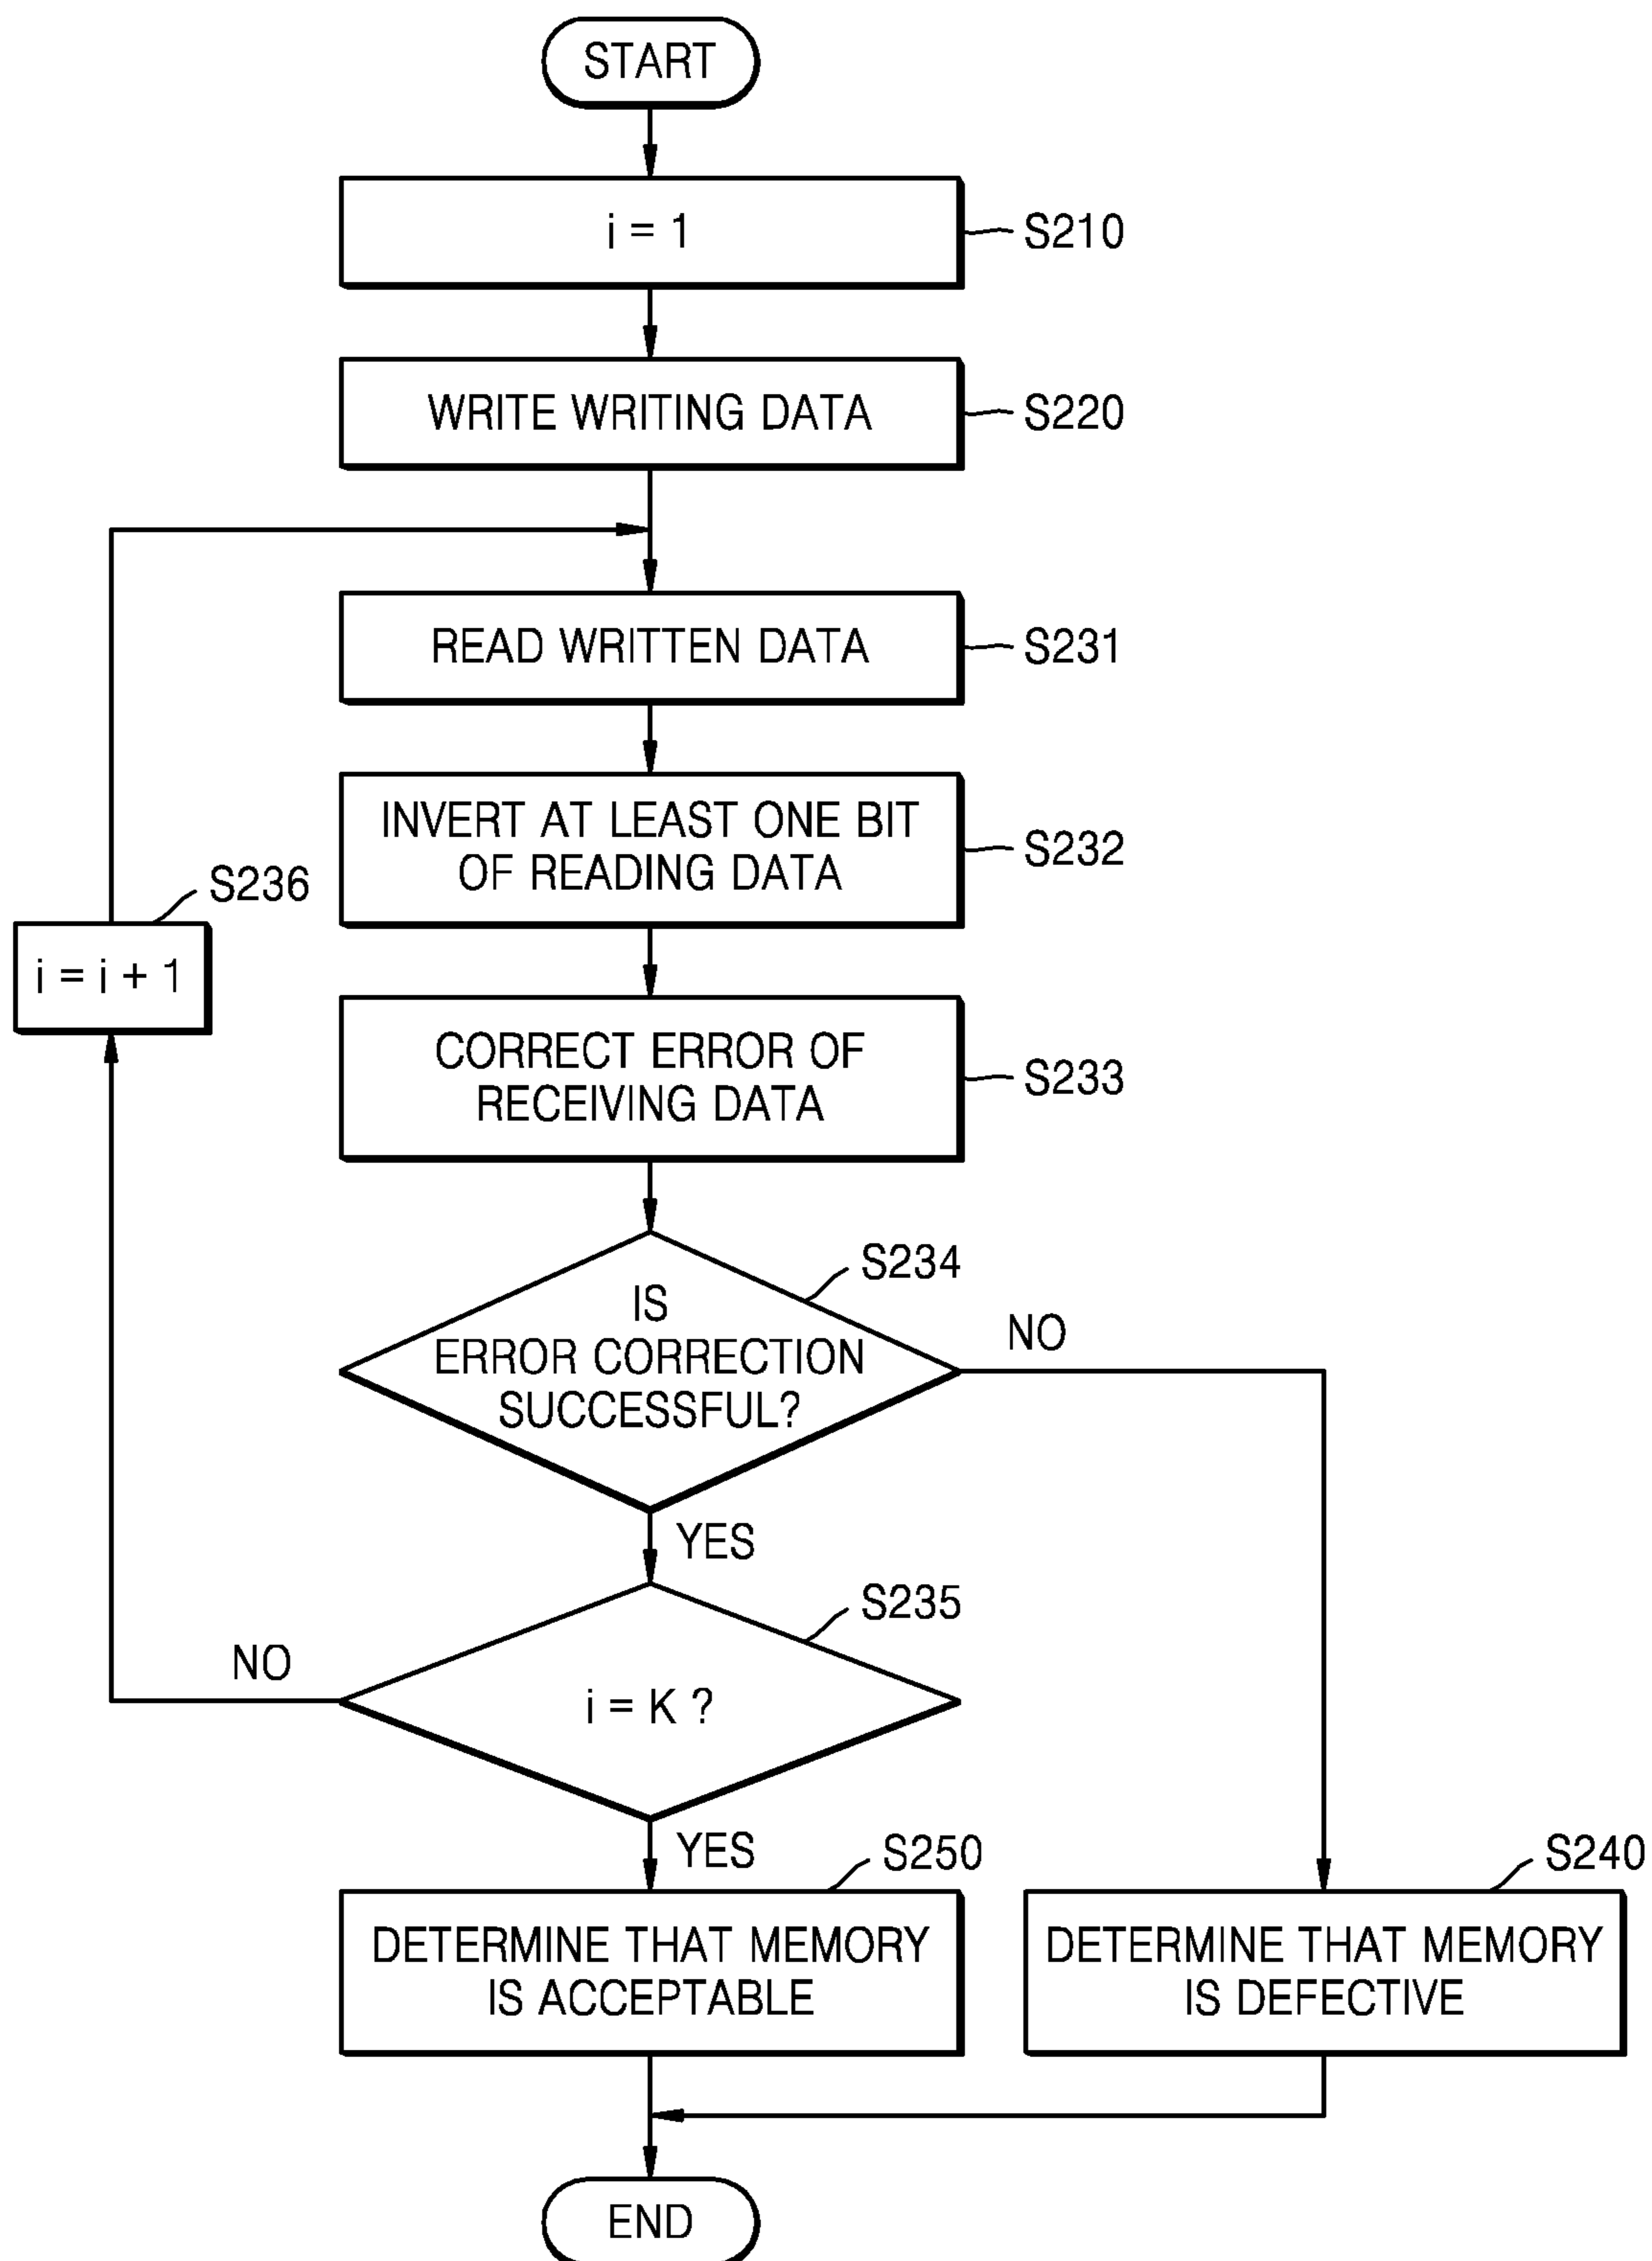 START
i = 1
S210
WRITE WRITING DATA
S220
READ WRITTEN DATA
S231
INVERT AT LEAST ONE BIT
OF READING DATA
S232
S236
i = i + 1
CORRECT ERROR OF
RECEIVING DATA
S233
S234
IS
ERROR CORRECTION
SUCCESSFUL?
NO
YES
S235
NO
i = K ?
YES
S250
S240
DETERMINE THAT MEMORY
IS ACCEPTABLE
DETERMINE THAT MEMORY
IS DEFECTIVE
END